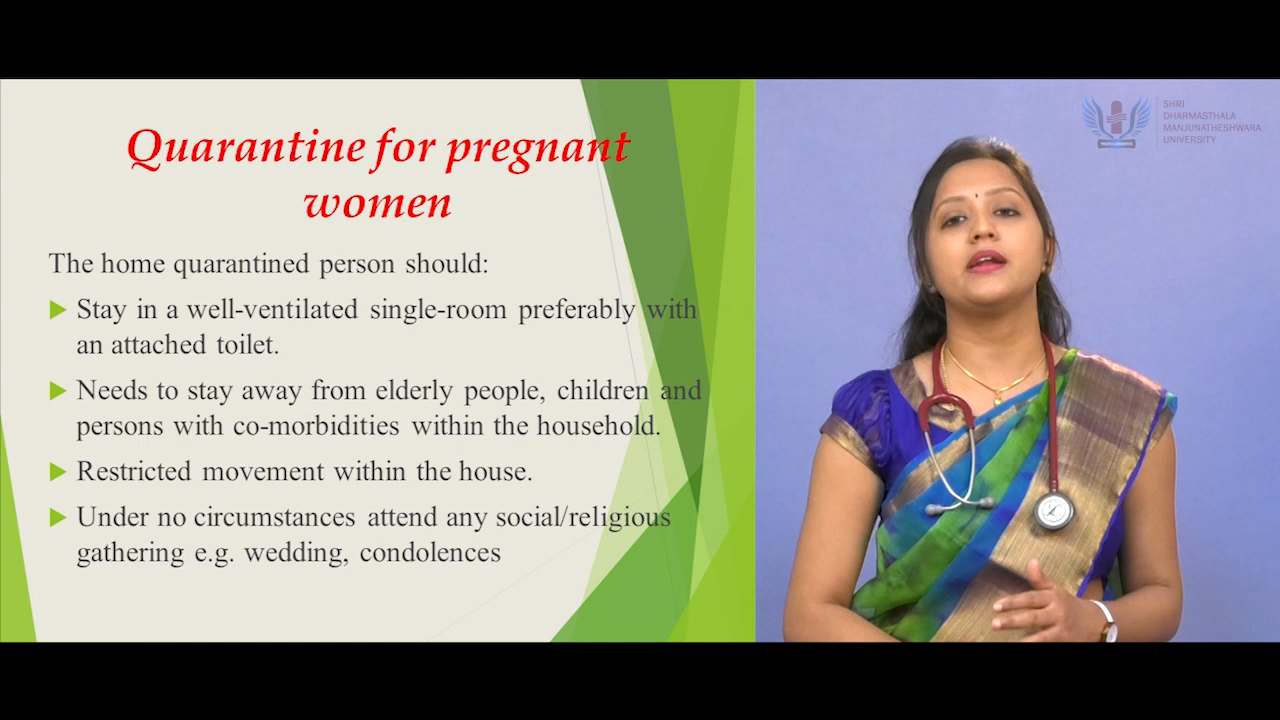 Quarantine for pregnant
women
The home quarantined person should:
Stay in a well-ventilated single-room preferably with
an attached toilet.
Needs to stay away from elderly people, children and
persons with co-morbidities within the household.
Restricted movement within the house.
Under no circumstances attend any social/religious
gathering e.g. wedding, condolences
SHRI
DHARMASTHALA
MANJUNATHESHWARA
UNIVERSITY